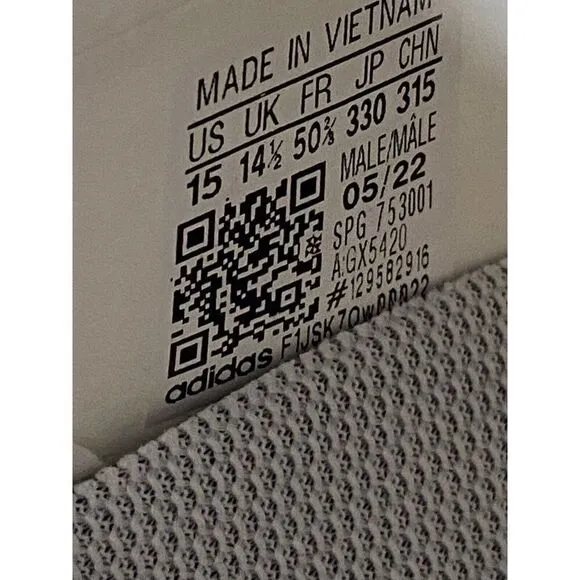 MADE IN VIETNAM
US UK FR JP CHN
15 14½ 50⅔ 330 315
MALE/MÂLE
05/22
SPG 753001
A:GX5420
#129582916
adidas